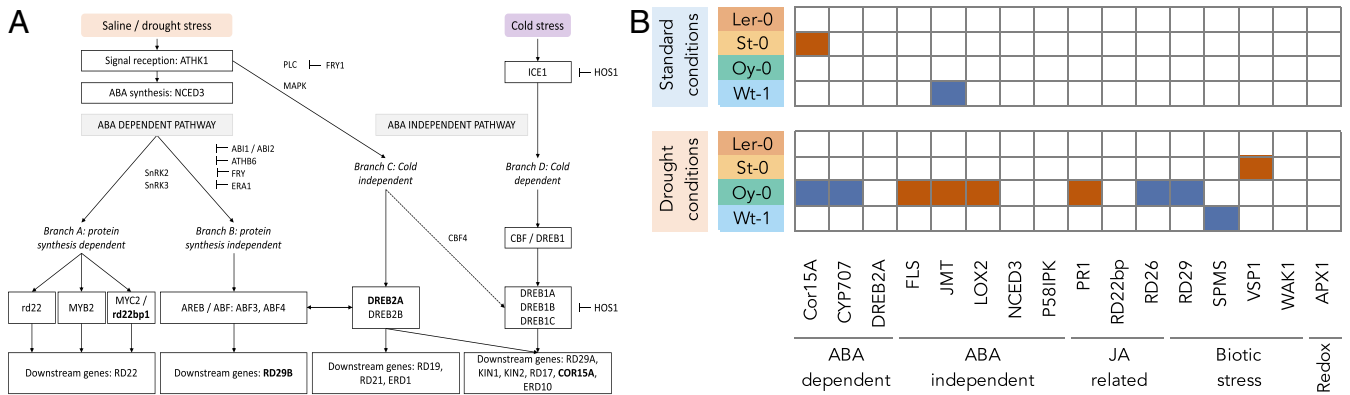 A
Saline / drought stress
Cold stress
Signal reception: ATHK1
PLC
FRY1
ICE1
HOS1
MAPK
ABA synthesis: NCED3
ABA DEPENDENT PATHWAY
ABA INDEPENDENT PATHWAY
ABI1 / ABI2
ATHB6
FRY
ERA1
SnRK2
SnRK3
Branch C: Cold
independent
Branch D: Cold
dependent
Branch A: protein
synthesis dependent
Branch B: protein
synthesis independent
CBF4
CBF / DREB1
rd22
MYB2
MYC2 /
rd22bp1
AREB / ABF: ABF3, ABF4
DREB2A
DREB2B
DREB1A
DREB1B
DREB1C
HOS1
Downstream genes: RD22
Downstream genes: RD29B
Downstream genes: RD19,
RD21, ERD1
Downstream genes: RD29A,
KIN1, KIN2, RD17, COR15A,
ERD10
B
Standard
conditions
Ler-0
St-0
Oy-0
Wt-1
Drought
conditions
Ler-0
St-0
Oy-0
Wt-1
Cor15A
CYP707
DREB2A
FLS
JMT
LOX2
NCED3
P58IPK
PR1
RD22bp
RD26
RD29
SPMS
VSP1
WAK1
APX1
ABA
dependent
ABA
independent
JA
related
Biotic
stress
Redox